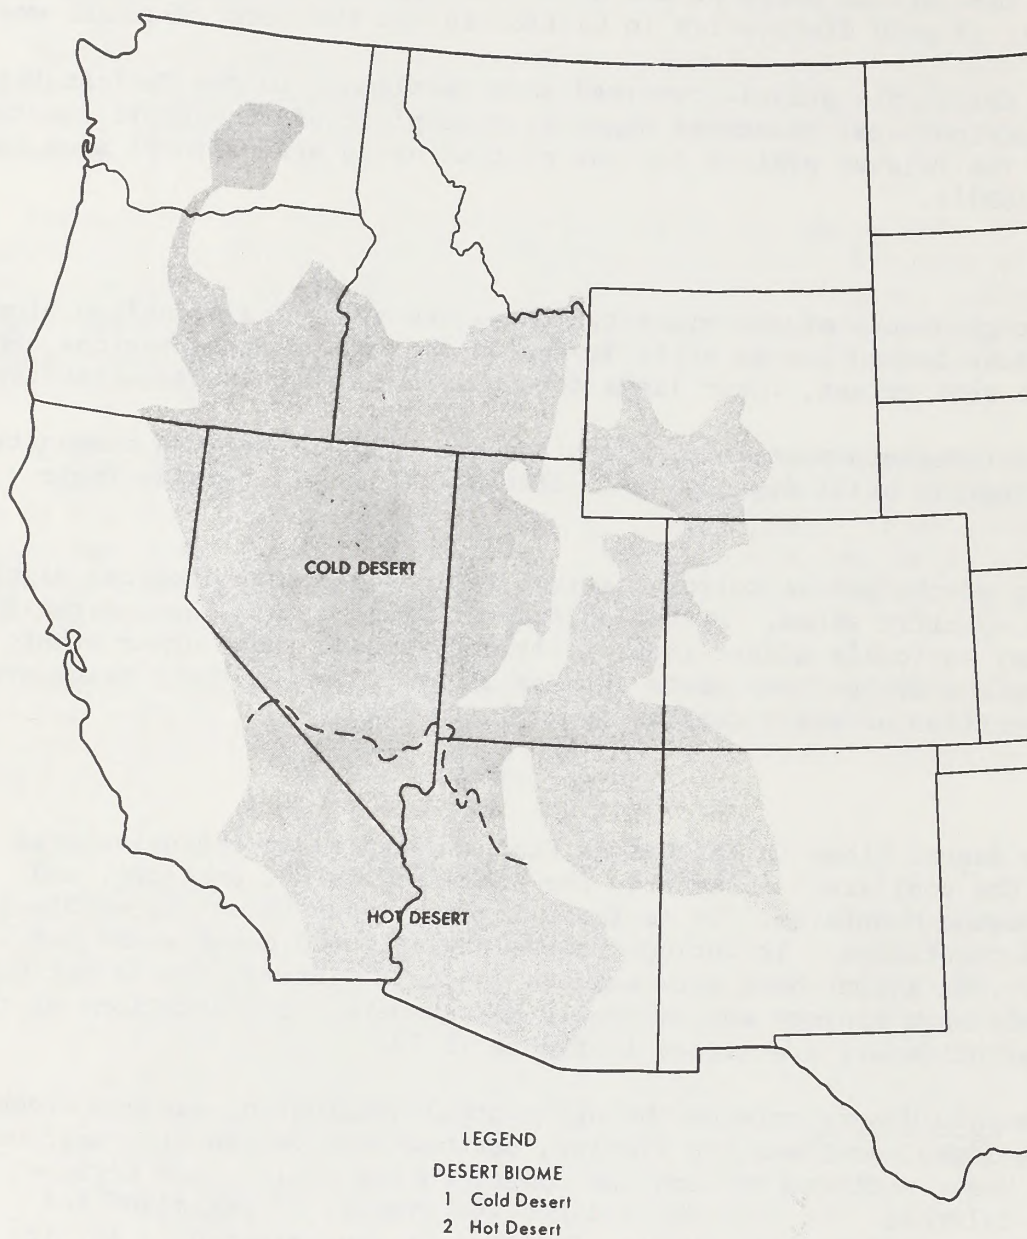 COLD DESERT
HOT DESERT
LEGEND
DESERT BIOME
1 Cold Desert
2 Hot Desert